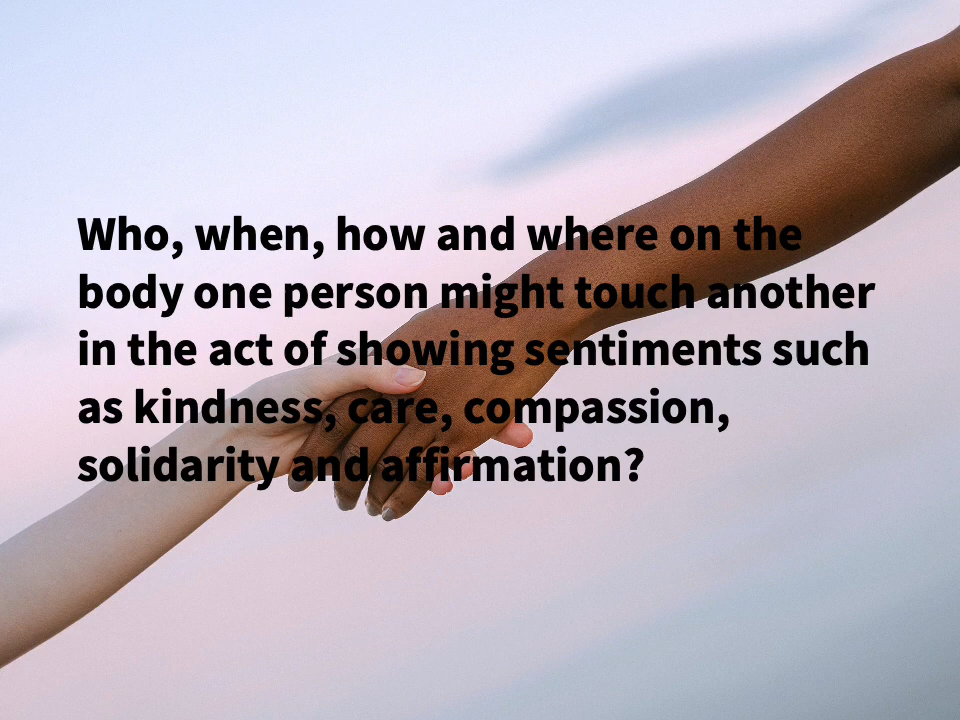 Who, when, how and where on the
body one person might touch another
in the act of showing sentiments such
as kindness, care, compassion,
solidarity and affirmation?